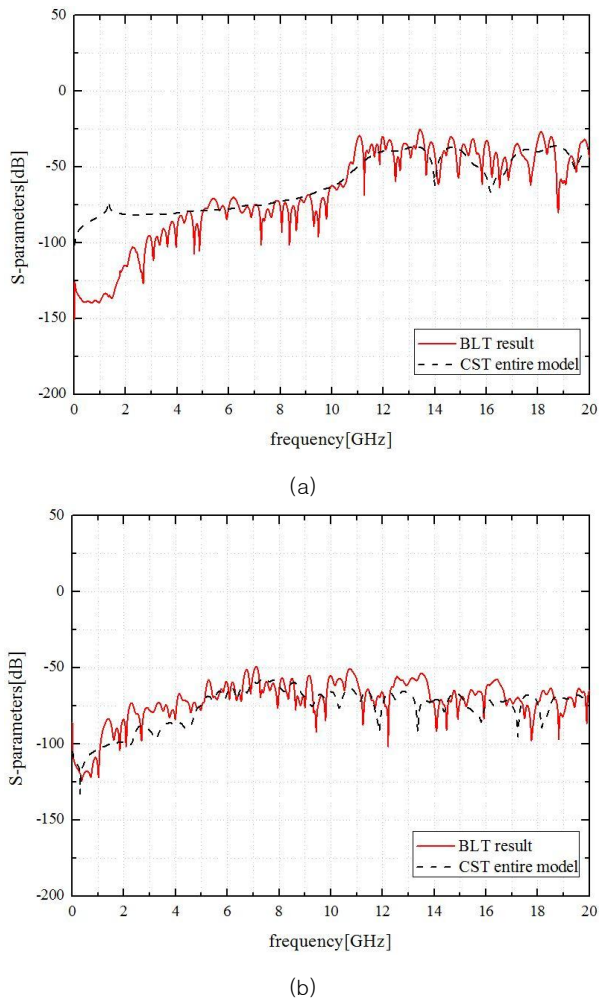 50
0
-50
-100
-150
-200
S-parameters[dB]
BLT result
CST entire model
0 2 4 6 8 10 12 14 16 18 20
frequency[GHz]
(a)
50
0
-50
-100
-150
-200
S-parameters[dB]
BLT result
CST entire model
0 2 4 6 8 10 12 14 16 18 20
frequency[GHz]
(b)